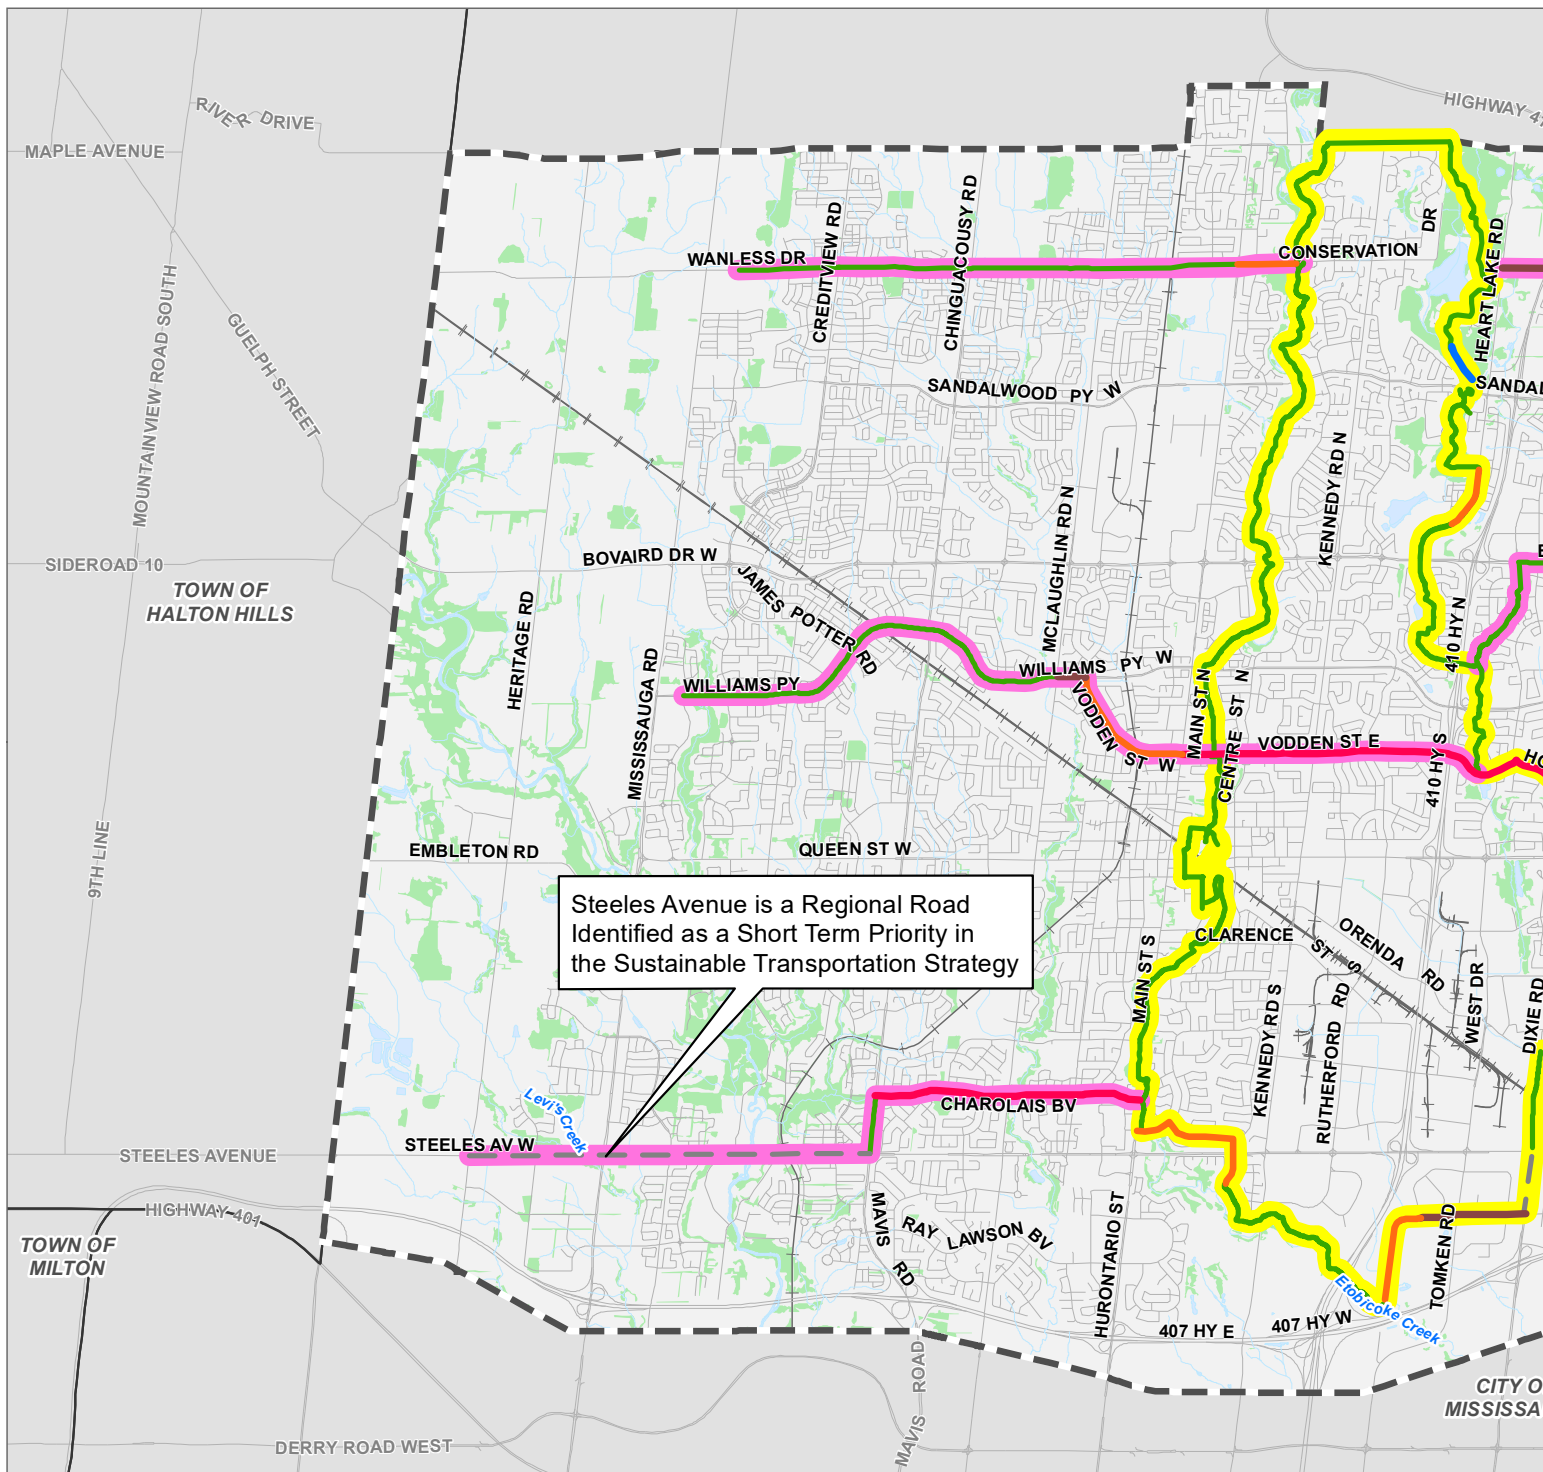 HIGHWAY 41
RIVER DRIVE
MAPLE AVENUE
DR
CONSERVATION
WANLESS DR
CREDITVIEW RD
CHINGUACOUSY RD
HEART LAKE RD
MOUNTAINVIEW ROAD SOUTH
GUELPH STREET
SANDALWOOD PY W
SANDAL
KENNEDY RD N
MCLAUGHLIN RD N
BOVAIRD DR W
SIDEROAD 10
TOWN OF
HALTON HILLS
JAMES POTTER RD
HERITAGE RD
MISSISSAUGA RD
WILLIAMS PY
WILLIAMS PY W
410 HY N
VODDEN ST W
MAIN ST N
CENTRE ST N
VODDEN ST E
410 HY S
HO
9TH LINE
EMBLETON RD
QUEEN ST W
Steeles Avenue is a Regional Road
Identified as a Short Term Priority in
the Sustainable Transportation Strategy
CLARENCE ST
ORENDA RD
MAIN ST S
KENNEDY RD S
RUTHERFORD RD S
WEST DR
DIXIE RD
Levi's Creek
CHAROLAIS BV
STEELES AV W
STEELES AVENUE
HIGHWAY 401
TOWN OF
MILTON
MAVIS RD
RAY LAWSON BV
HURONTARIO ST
TOMKEN RD
Etobicoke Creek
407 HY E
407 HY W
MAVIS ROAD
CITY O
MISSISSA
DERRY ROAD WEST